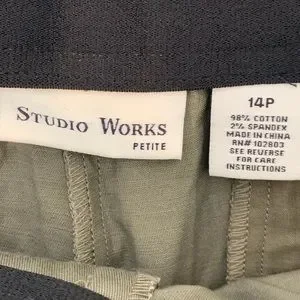 STUDIO WORKS
PETITE
14P
98% COTTON
2% SPANDEX
MADE IN CHINA
RN# 102803
SEE REVERSE
FOR CARE
INSTRUCTIONS